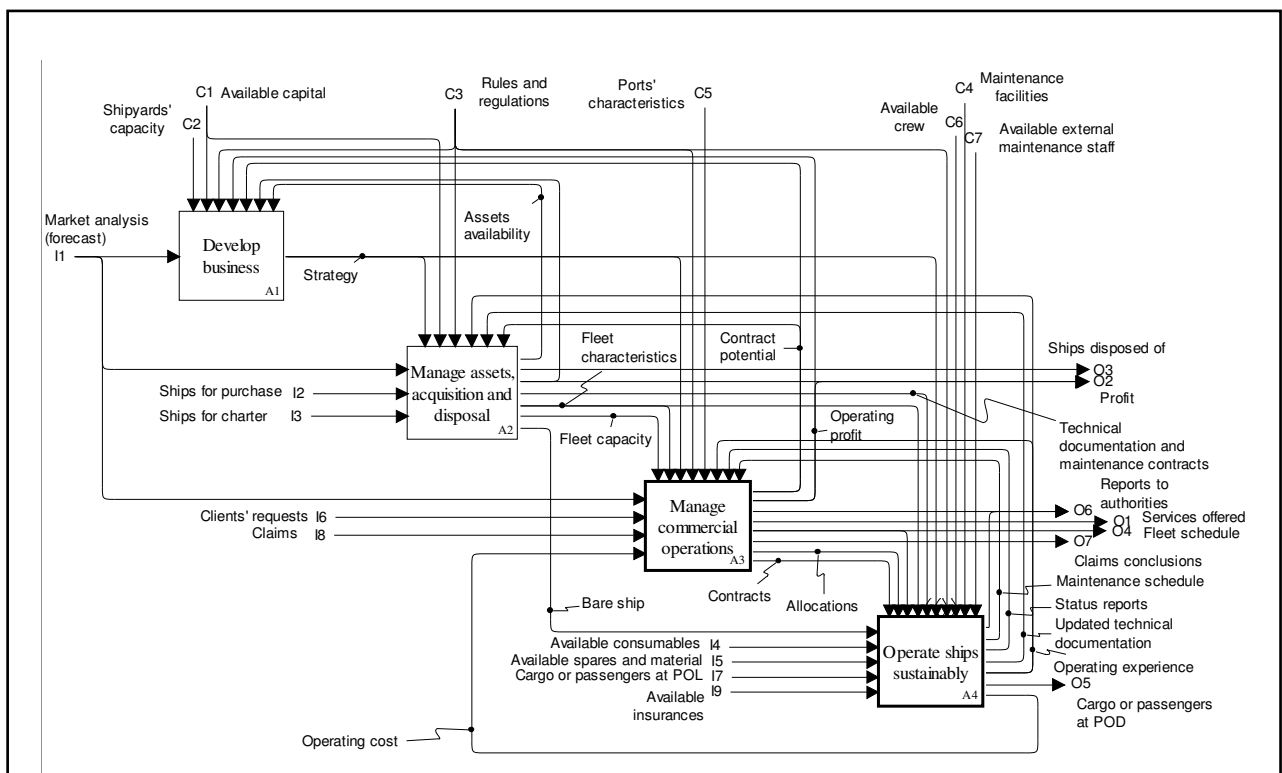 C1 Available capital
Shipyards'
capacity
C2
C3
Rules and
regulations
Ports'
characteristics
C5
C4
Maintenance
facilities
Available
crew
C6
C7
Available external
maintenance staff
Market analysis
(forecast)
I1
Develop
business
A1
Assets
availability
Strategy
Manage assets,
acquisition and
disposal
A2
Ships for purchase I2
Ships for charter I3
Fleet
characteristics
Fleet capacity
Contract
potential
Operating
profit
Ships disposed of
O3
O2
Profit
Technical
documentation and
maintenance contracts
Clients' requests I6
Claims I8
Manage
commercial
operations
A3
Reports to
authorities
O6
O1 Services offered
O4 Fleet schedule
O7
Claims conclusions
Contracts
Allocations
Maintenance schedule
Status reports
Updated technical
documentation
Operating experience
Bare ship
Available consumables I4
Available spares and material I5
Cargo or passengers at POL I7
Available
insurances
I9
Operate ships
sustainably
A4
O5
Cargo or passengers
at POD
Operating cost